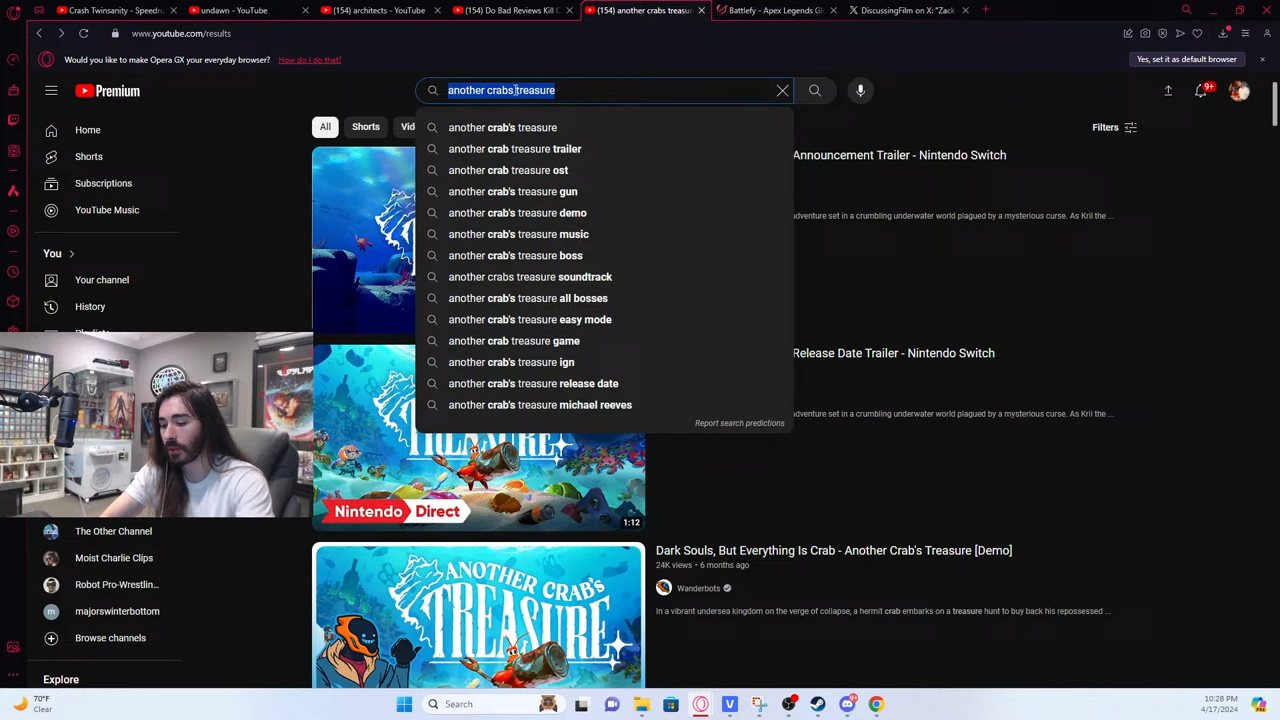 (154) Crash Twinsanity - Speedru
undawn - YouTube
(154) architects - YouTube
(154) Do Bad Reviews Kill C
(154) another crabs treasure
Battlefy - Apex Legends Gl
DiscussingFilm on X: "Zack
www.youtube.com/results
Would you like to make Opera GX your everyday browser?
How do I do that?
Yes, set as default browser
Premium
another crabs treasure
9+
Home
Shorts
Subscriptions
YouTube Music
You
Your channel
History
All
Shorts
Vid
Filters
another crab's treasure
another crab treasure trailer
another crab treasure ost
another crab's treasure gun
another crab's treasure demo
another crab's treasure music
another crab's treasure boss
another crabs treasure soundtrack
another crab's treasure all bosses
another crab's treasure easy mode
another crab treasure game
another crab's treasure ign
another crab's treasure release date
another crab's treasure michael reeves
Report search predictions
Announcement Trailer - Nintendo Switch
adventure set in a crumbling underwater world plagued by a mysterious curse. As Kril the ...
Release Date Trailer - Nintendo Switch
adventure set in a crumbling underwater world plagued by a mysterious curse. As Kril the ...
TREASURE
Nintendo Direct
1:12
The Other Channel
Moist Charlie Clips
Robot Pro-Wrestlin...
m
majorswinterbottom
Browse channels
Explore
Dark Souls, But Everything Is Crab - Another Crab's Treasure [Demo]
24K views • 6 months ago
Wanderbots
In a vibrant undersea kingdom on the verge of collapse, a hermit crab embarks on a treasure hunt to buy back his repossessed ...
ANOTHER CRAB'S
TREASURE
70°F
Clear
Search
10:28 PM
4/17/2024